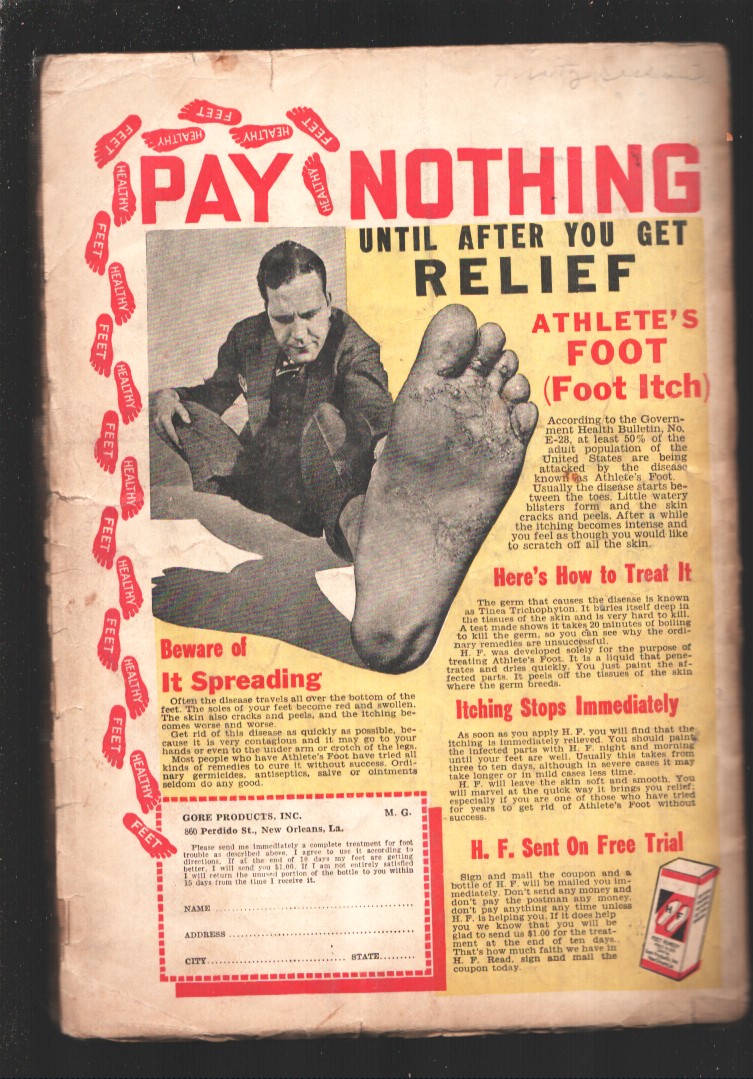 FEET
HEALTHY
FEET
HEALTHY
FEET
HEALTHY
HEALTHY
FEET
HEALTHY
FEET
HEALTHY
FEET
HEALTHY
FEET
HEALTHY
FEET
HEALTHY
FEET
HEALTHY
FEET
PAY NOTHING
UNTIL AFTER YOU GET
RELIEF
ATHLETE'S
FOOT
(Foot Itch)
According to the Govern-
ment Health Bulletin, No.
E-28, at least 50% of the
adult population of the
United States are being
attacked by the disease
known as Athlete's Foot.
Usually the disease starts be-
tween the toes. Little watery
blisters form and the skin
cracks and peels. After a while
the itching becomes intense and
you feel as though you would like
to scratch off all the skin.
Beware of
It Spreading
Often the disease travels all over the bottom of the
feet. The soles of your feet become red and swollen.
The skin also cracks and peels, and the itching be-
comes worse and worse.
Get rid of this disease as quickly as possible, be-
cause it is very contagious and it may go to your
hands or even to the under arm or crotch of the legs.
Most people who have Athlete's Foot have tried all
kinds of remedies to cure it without success. Ordi-
nary germicides, antiseptics, salve or ointments
seldom do any good.
Here's How to Treat It
The germ that causes the disease is known
as Tinea Trichophyton. It buries itself deep in
the tissues of the skin and is very hard to kill.
A test made shows it takes 20 minutes of boiling
to kill the germ, so you can see why the ordi-
nary remedies are unsuccessful.
H. F. was developed solely for the purpose of
treating Athlete's Foot. It is a liquid that pene-
trates and dries quickly. You just paint the af-
fected parts. It peels off the tissues of the skin
where the germ breeds.
Itching Stops Immediately
As soon as you apply H. F. you will find that the
itching is immediately relieved. You should paint
the infected parts with H. F. night and morning
until your feet are well. Usually this takes from
three to ten days, although in severe cases it may
take longer or in mild cases less time.
H. F. will leave the skin soft and smooth. You
will marvel at the quick way it brings you relief;
especially if you are one of those who have tried
for years to get rid of Athlete's Foot without
success.
H. F. Sent On Free Trial
Sign and mail the coupon and a
bottle of H. F. will be mailed you im-
mediately. Don't send any money and
don't pay the postman any money,
don't pay anything any time unless
H. F. is helping you. If it does help
you we know that you will be
glad to send us $1.00 for the treat-
ment at the end of ten days.
That's how much faith we have in
H. F. Read, sign and mail the
coupon today.
H F
GORE PRODUCTS, INC. M. G.
860 Perdido St., New Orleans, La.
Please send me immediately a complete treatment for foot
trouble as described above. I agree to use it according to
directions. If at the end of 10 days my feet are getting
better, I will send you $1.00. If I am not entirely satisfied
I will return the unused portion of the bottle to you within
15 days from the time I receive it.
NAME
ADDRESS
CITY STATE